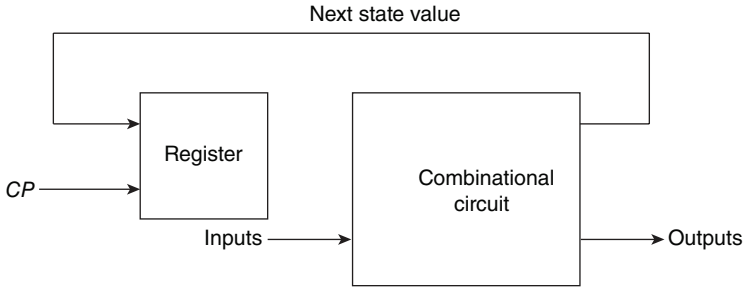 Next state value
Register
CP
Combinational
circuit
Inputs
Outputs